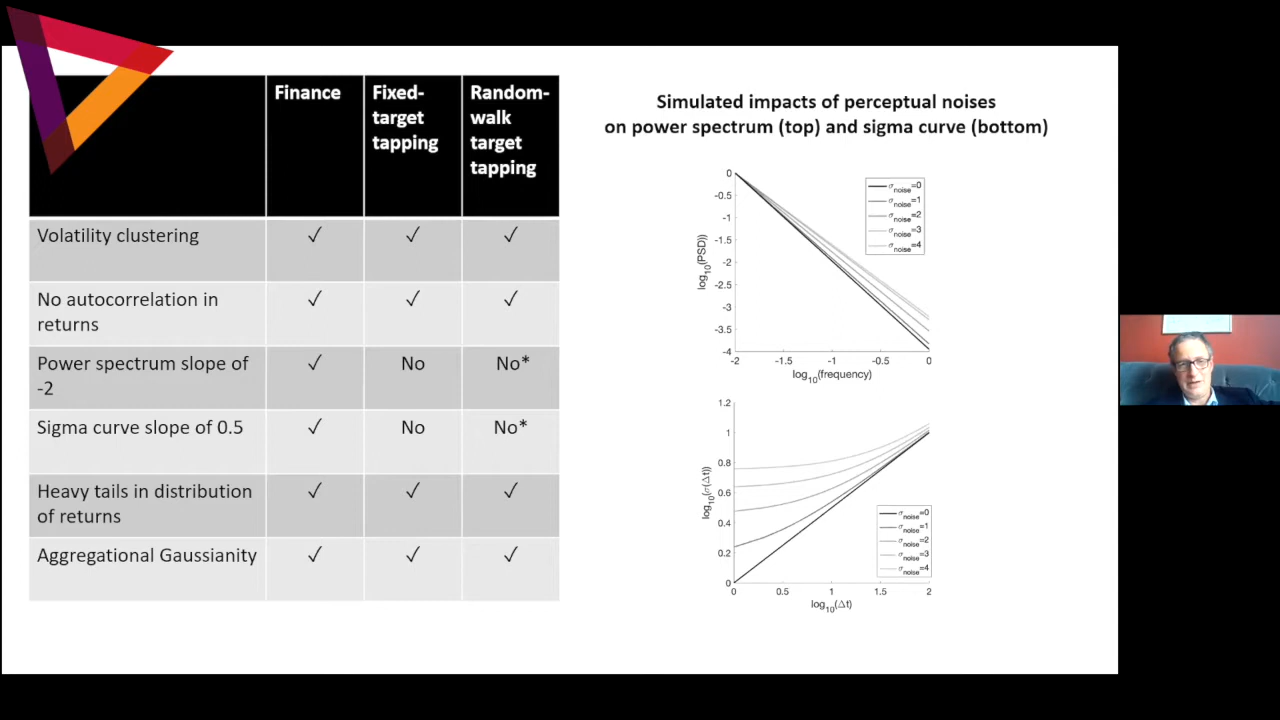 Finance
Fixed-
target
tapping
Random-
walk
target
tapping
Volatility clustering
✓ ✓ ✓
No autocorrelation in
returns
✓ ✓ ✓
Power spectrum slope of
-2
✓ No No*
Sigma curve slope of 0.5
✓ No No*
Heavy tails in distribution
of returns
✓ ✓ ✓
Aggregational Gaussianity
✓ ✓ ✓
Simulated impacts of perceptual noises
on power spectrum (top) and sigma curve (bottom)
log10(PSD))
0
-0.5
-1
-1.5
-2
-2.5
-3
-3.5
-4
-2 -1.5 -1 -0.5 0
log10(frequency)
σnoise=0
σnoise=1
σnoise=2
σnoise=3
σnoise=4
log10(σ(Δt))
1.2
1
0.8
0.6
0.4
0.2
0
0 0.5 1 1.5 2
log10(Δt)
σnoise=0
σnoise=1
σnoise=2
σnoise=3
σnoise=4